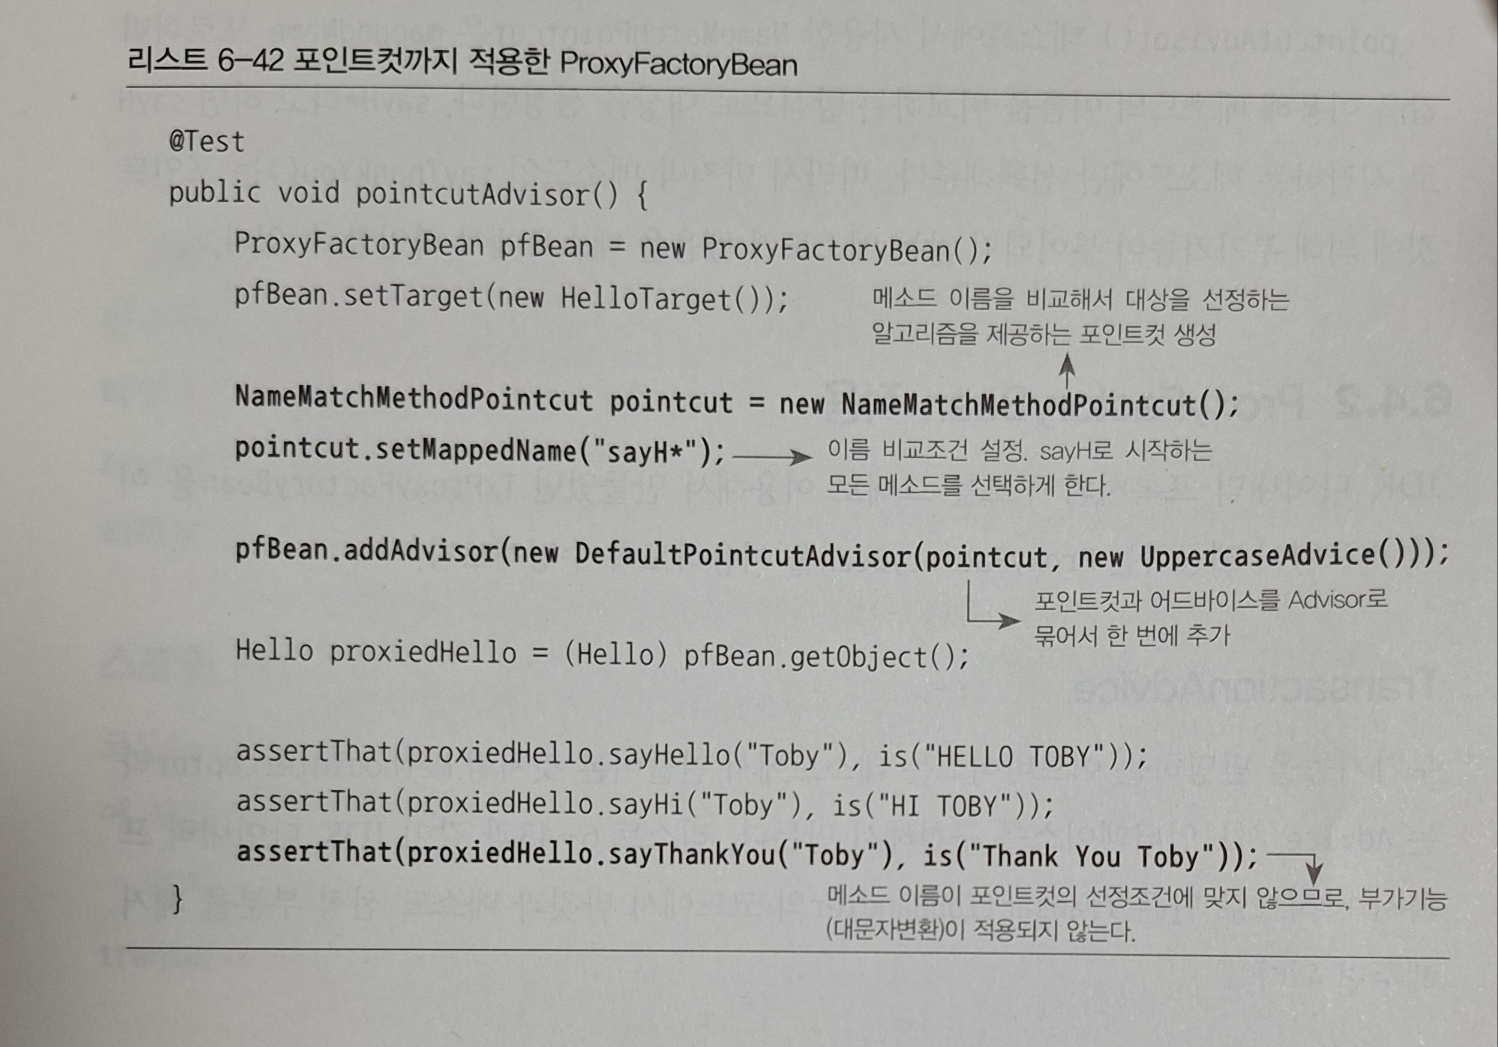 리스트 6-42 포인트컷까지 적용한 ProxyFactoryBean
@Test
public void pointcutAdvisor() {
ProxyFactoryBean pfBean = new ProxyFactoryBean();
pfBean.setTarget(new HelloTarget());
메소드 이름을 비교해서 대상을 선정하는
알고리즘을 제공하는 포인트컷 생성
NameMatchMethodPointcut pointcut = new NameMatchMethodPointcut();
pointcut.setMappedName("sayH*");
이름 비교조건 설정. sayH로 시작하는
모든 메소드를 선택하게 한다.
pfBean.addAdvisor(new DefaultPointcutAdvisor(pointcut, new UppercaseAdvice()));
포인트컷과 어드바이스를 Advisor로
묶어서 한 번에 추가
Hello proxiedHello = (Hello) pfBean.getObject();
assertThat(proxiedHello.sayHello("Toby"), is("HELLO TOBY"));
assertThat(proxiedHello.sayHi("Toby"), is("HI TOBY"));
assertThat(proxiedHello.sayThankYou("Toby"), is("Thank You Toby"));
}
메소드 이름이 포인트컷의 선정조건에 맞지 않으므로, 부가기능
(대문자변환)이 적용되지 않는다.